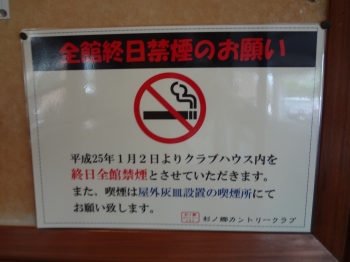 全館終日禁煙のお願い
平成25年1月2日よりクラブハウス内を
終日全館禁煙とさせていただきます。
また、喫煙は屋外灰皿設置の喫煙所にて
お願い致します。
杉ノ郷カントリークラブ